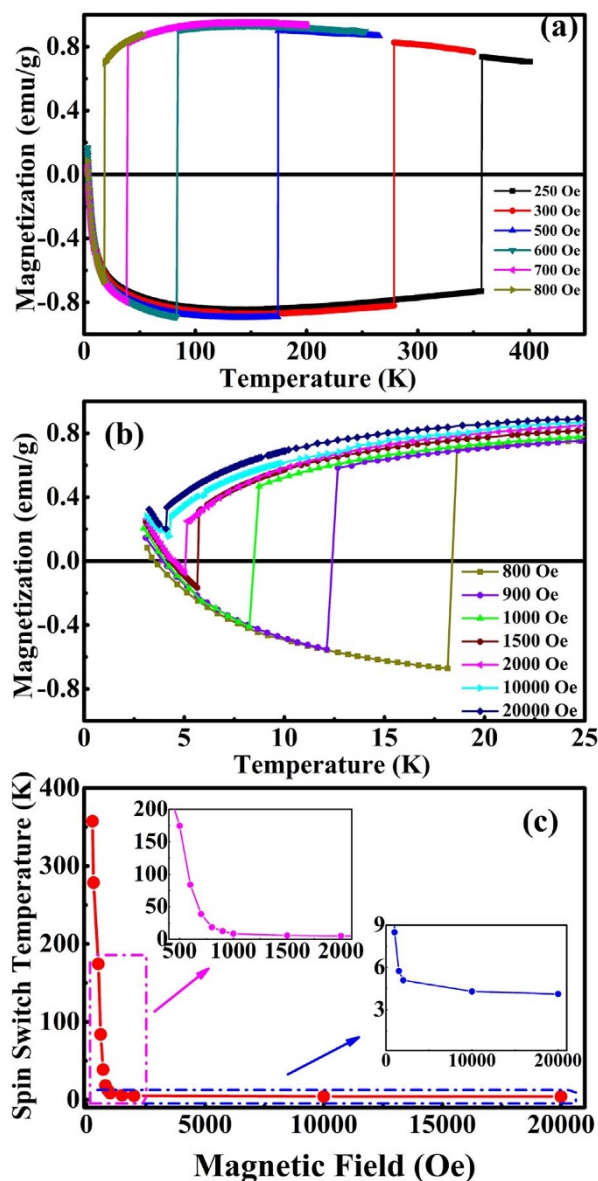 (a)
Magnetization (emu/g)
0.8
0.4
0.0
-0.4
-0.8
250 Oe
300 Oe
500 Oe
600 Oe
700 Oe
800 Oe
0 100 200 300 400
Temperature (K)
(b)
Magnetization (emu/g)
0.8
0.4
0.0
-0.4
-0.8
800 Oe
900 Oe
1000 Oe
1500 Oe
2000 Oe
10000 Oe
20000 Oe
0 5 10 15 20 25
Temperature (K)
(c)
Spin Switch Temperature (K)
400
350
300
250
200
150
100
50
0
200
150
100
50
0
500 1000 1500 2000
9
6
3
0 10000 20000
0 5000 10000 15000 20000
Magnetic Field (Oe)